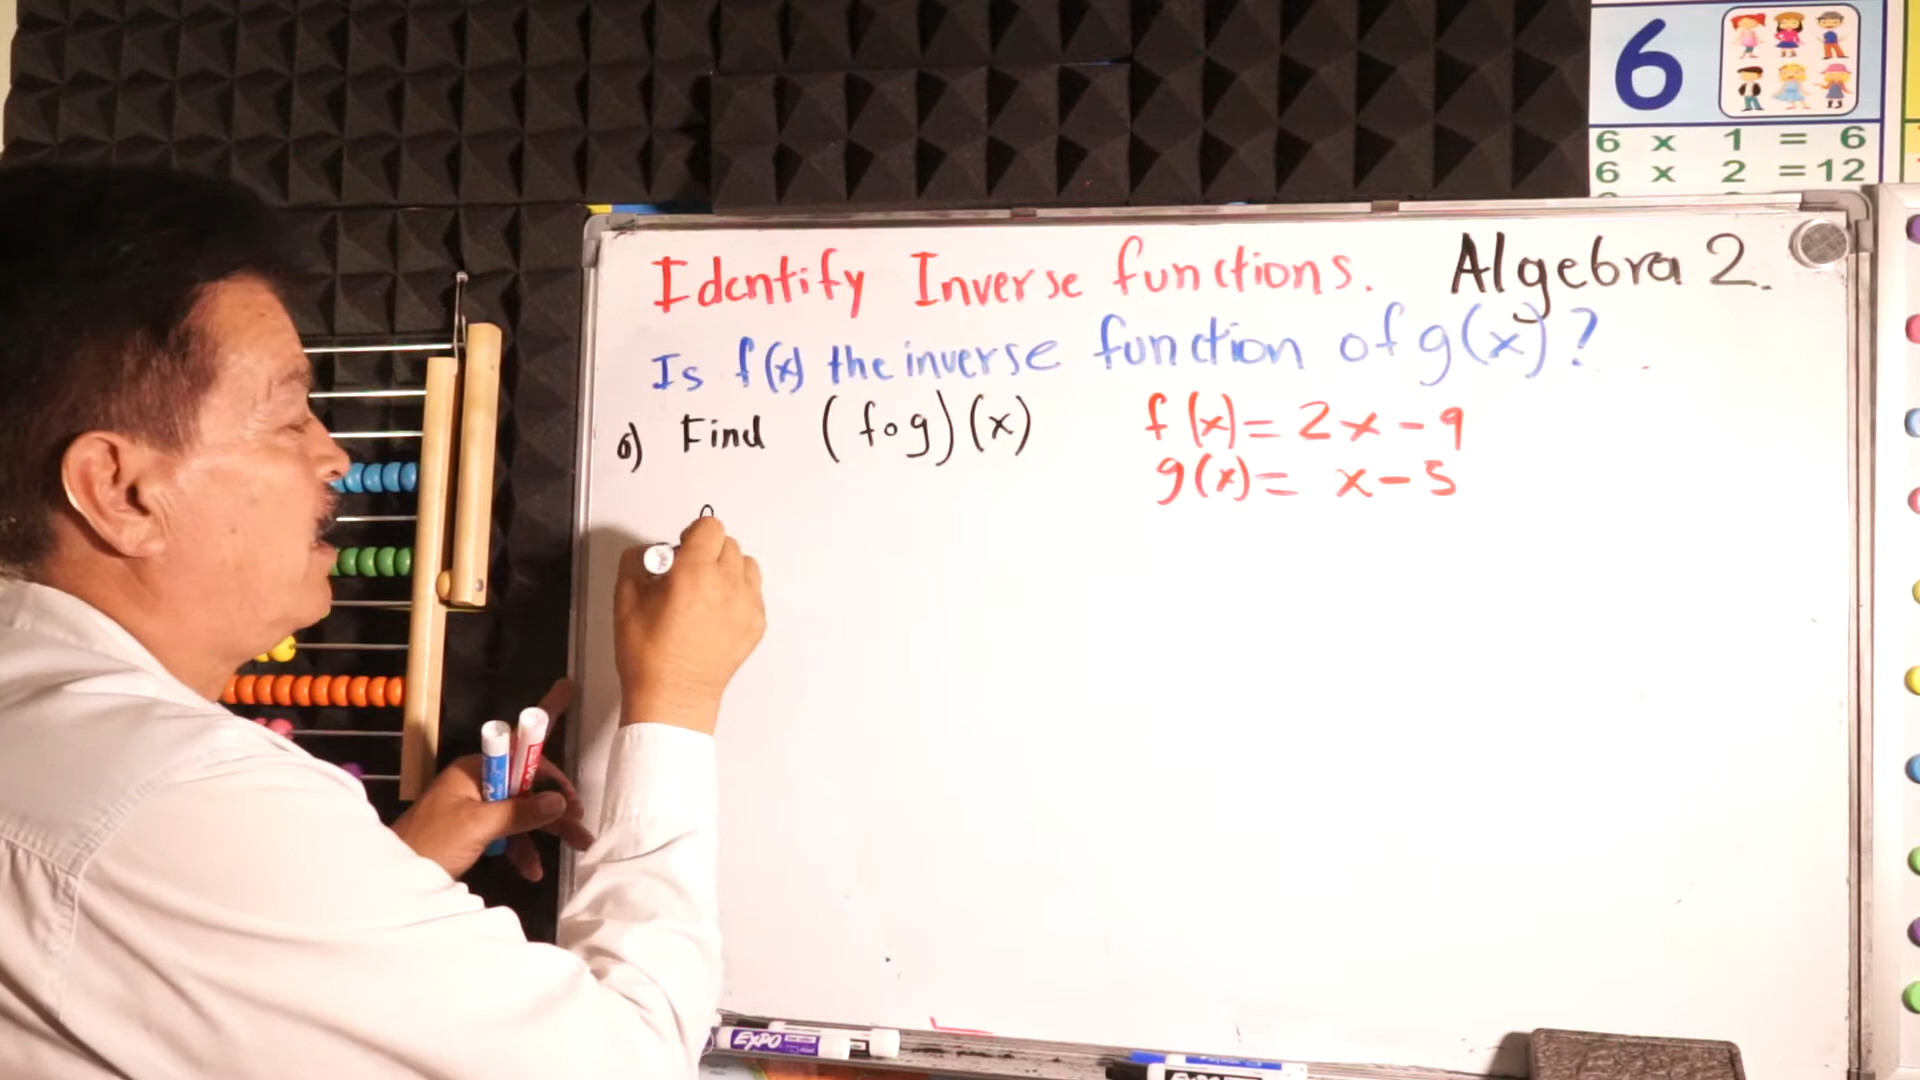 6
6 x 1 = 6
6 x 2 = 12
Identify Inverse functions. Algebra 2.
Is f(x) the inverse function of g(x)?
a) Find (fog)(x) f(x)= 2x-9
g(x)= x-5
EXPO